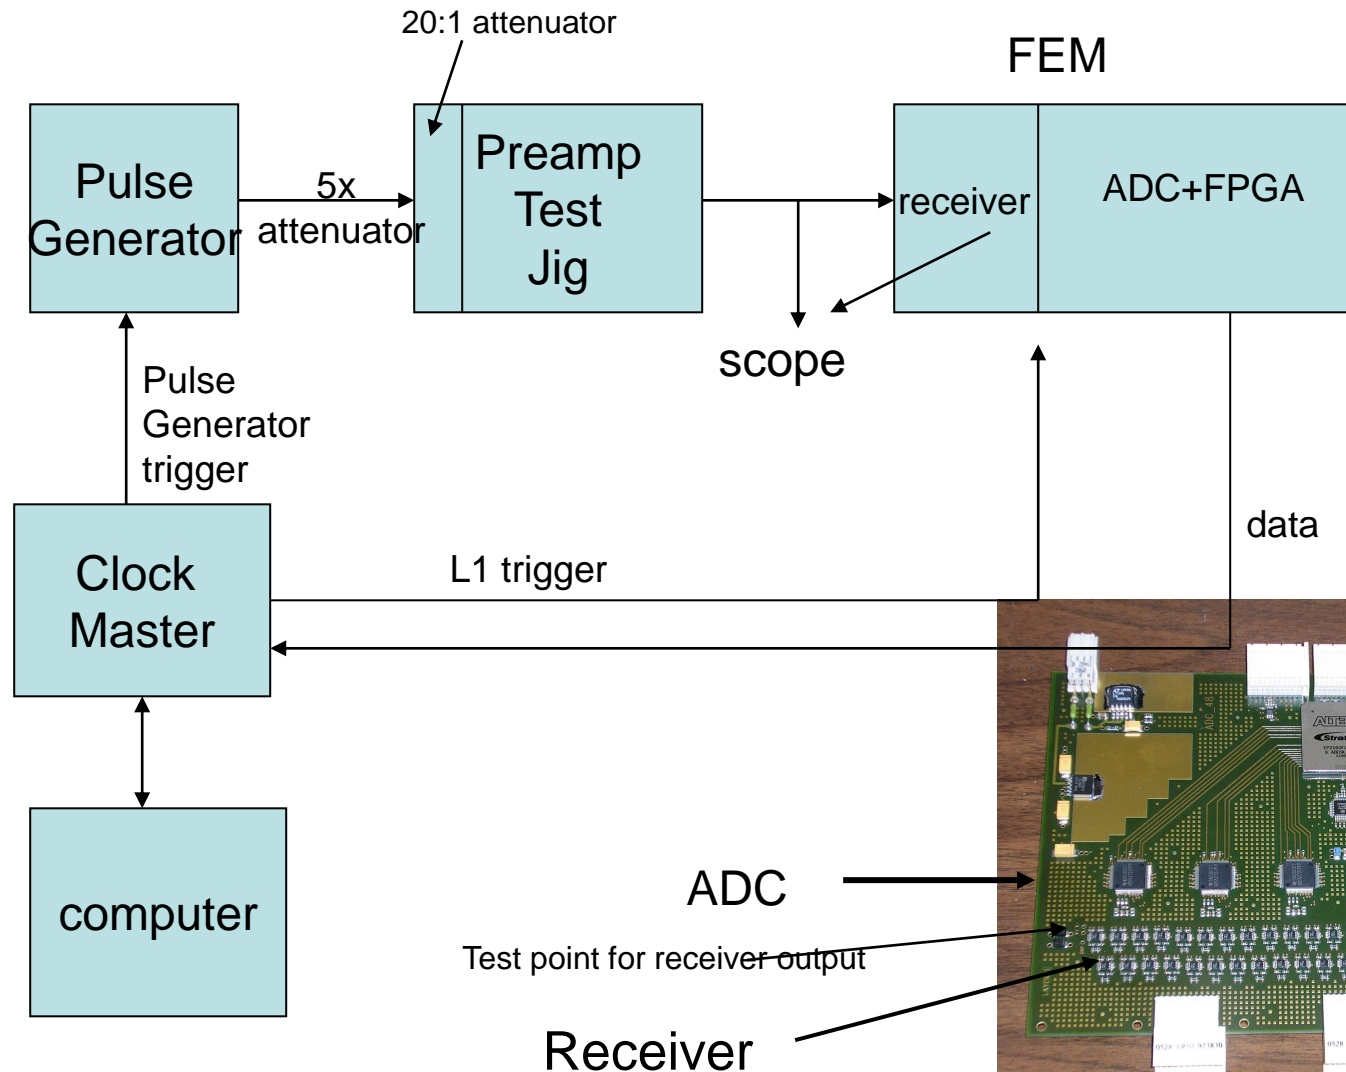 20:1 attenuator
FEM
Pulse
Generator
5x
attenuator
Preamp
Test
Jig
receiver
ADC+FPGA
scope
Pulse
Generator
trigger
Clock
Master
L1 trigger
data
computer
ADC
Test point for receiver output
Receiver
ADC_48